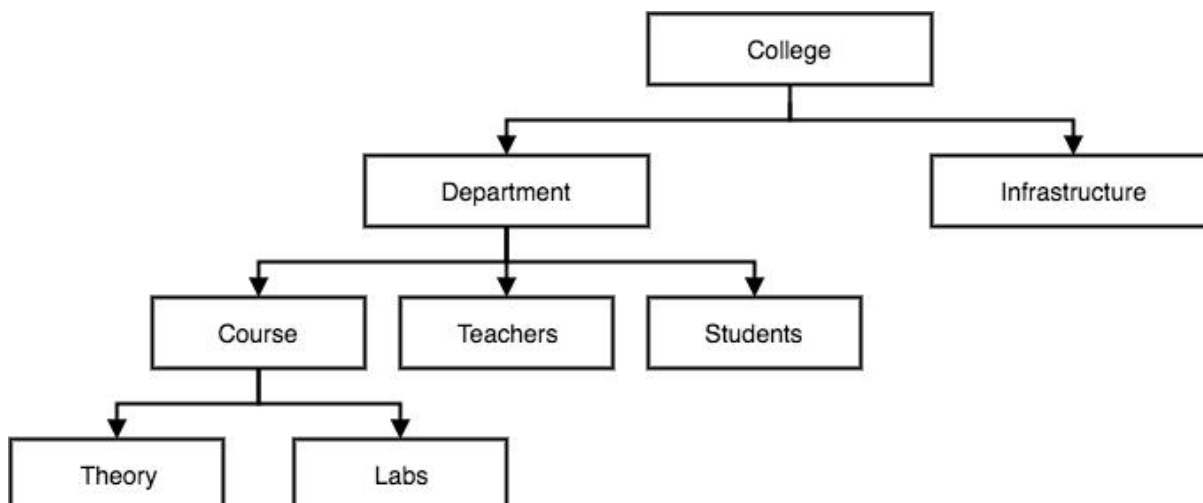 College
Department
Infrastructure
Course
Teachers
Students
Theory
Labs